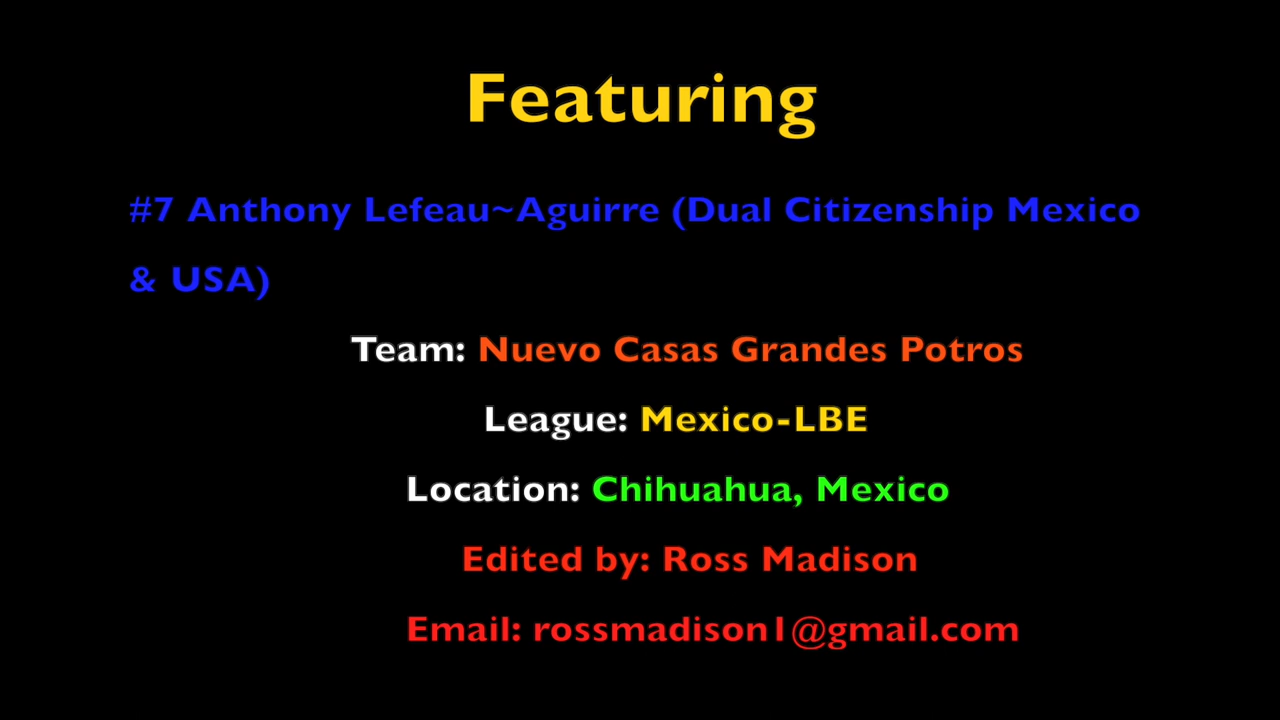 Featuring
#7 Anthony Lefeau~Aguirre (Dual Citizenship Mexico
& USA)
Team: Nuevo Casas Grandes Potros
League: Mexico-LBE
Location: Chihuahua, Mexico
Edited by: Ross Madison
Email: rossmadison1@gmail.com